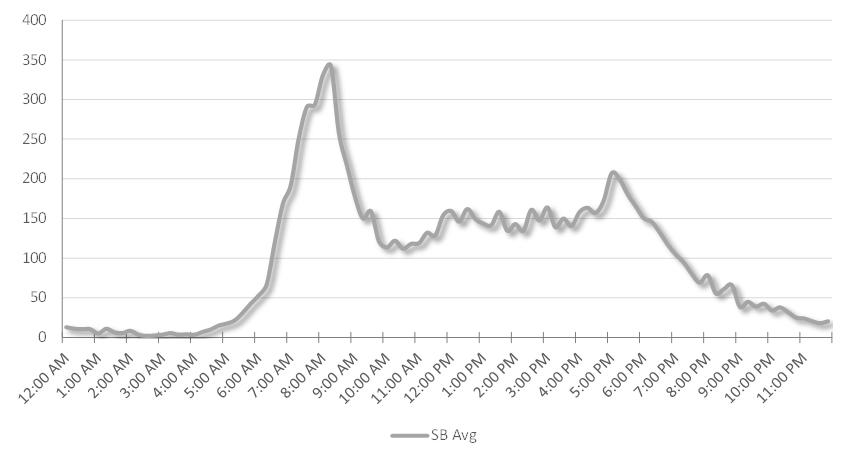 400
350
300
250
200
150
100
50
0
12:00 AM
1:00 AM
2:00 AM
3:00 AM
4:00 AM
5:00 AM
6:00 AM
7:00 AM
8:00 AM
9:00 AM
10:00 AM
11:00 AM
12:00 PM
1:00 PM
2:00 PM
3:00 PM
4:00 PM
5:00 PM
6:00 PM
7:00 PM
8:00 PM
9:00 PM
10:00 PM
11:00 PM
SB Avg